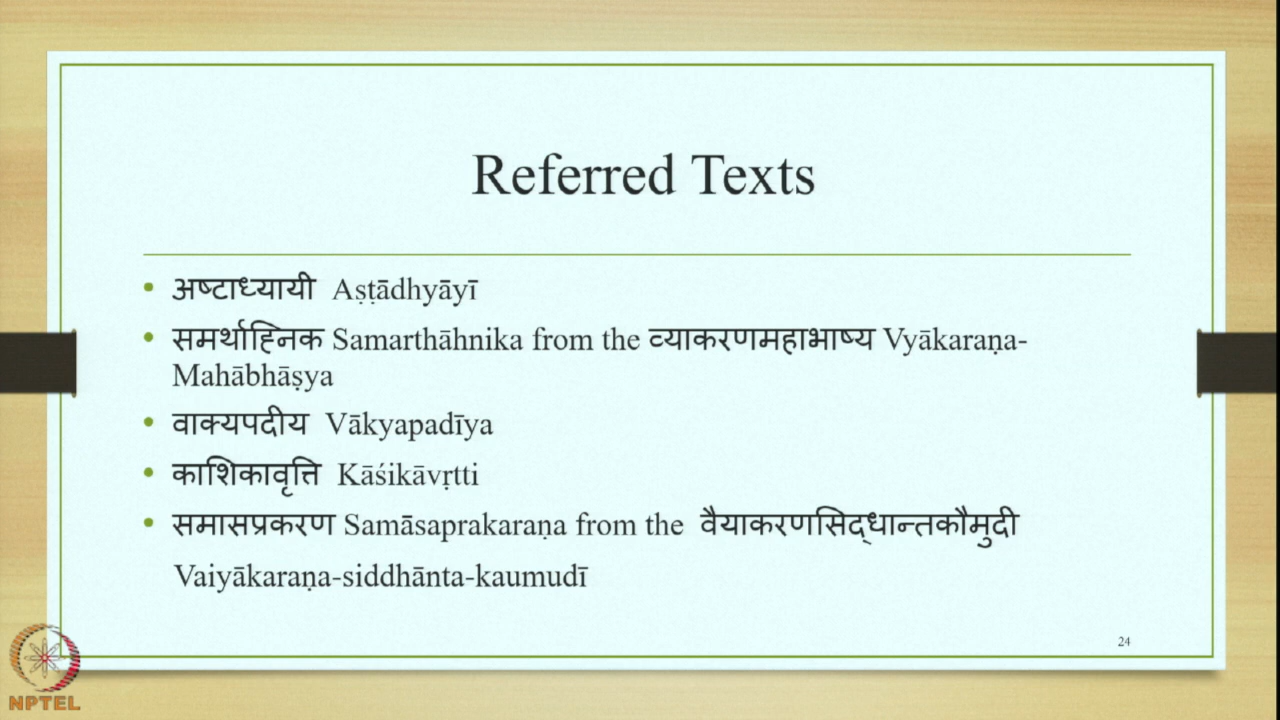 Referred Texts
• अष्टाध्यायी Aṣṭādhyāyī
• समर्थाह्निक Samarthāhnika from the व्याकरणमहाभाष्य Vyākaraṇa-
Mahābhāṣya
• वाक्यपदीय Vākyapadīya
• काशिकावृत्ति Kāśikāvṛtti
• समासप्रकरण Samāsaprakaraṇa from the वैयाकरणसिद्धान्तकौमुदी
Vaiyākaraṇa-siddhānta-kaumudī
24
NPTEL